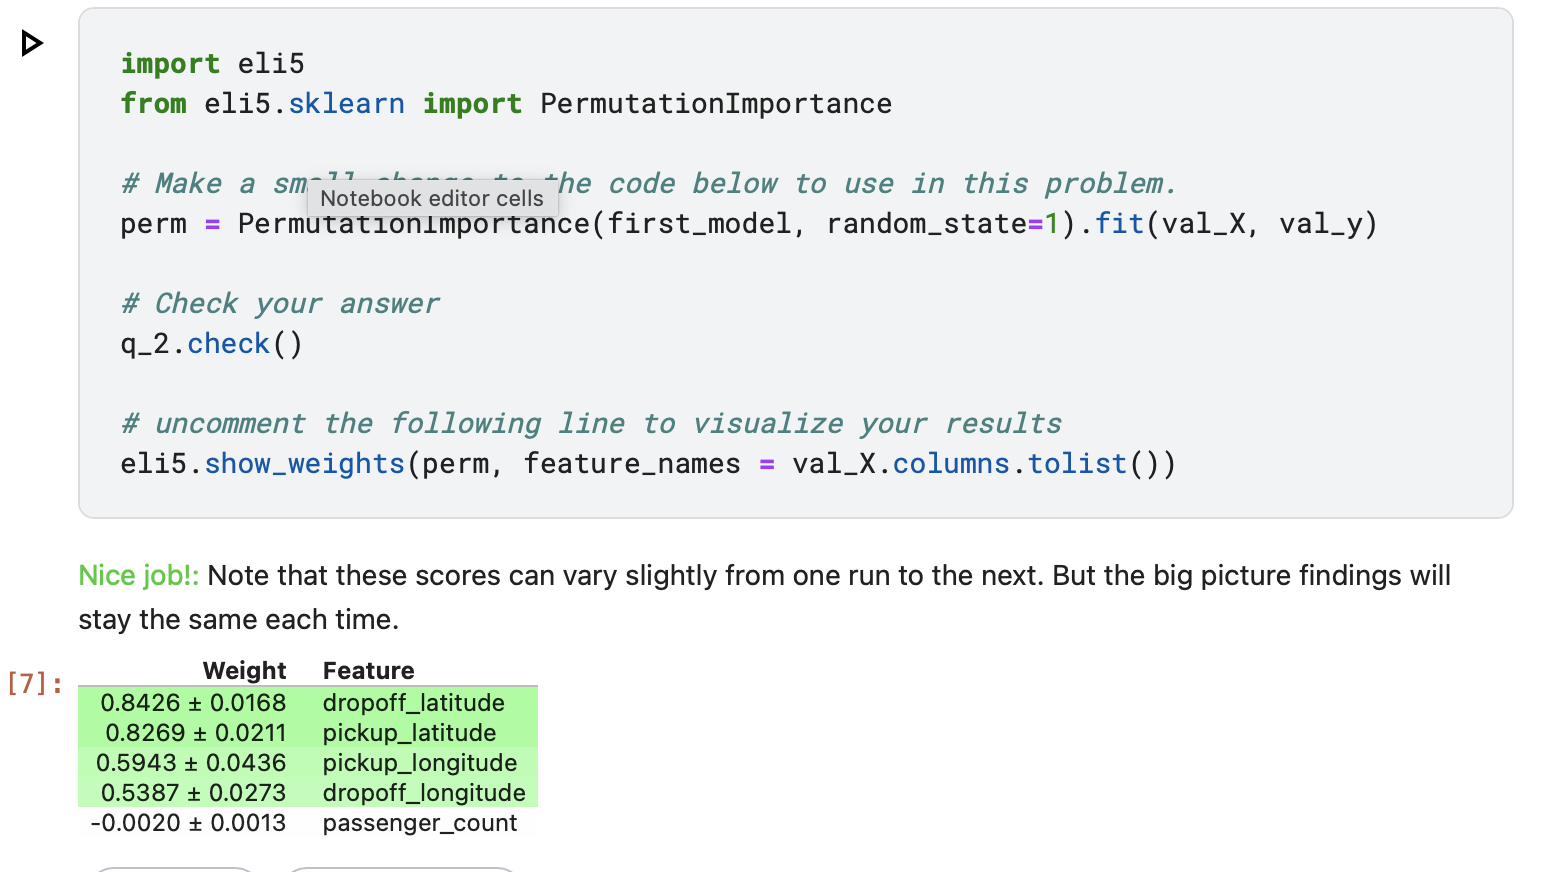 import eli5
from eli5.sklearn import PermutationImportance
# Make a small change to the code below to use in this problem.
Notebook editor cells
perm = PermutationImportance(first_model, random_state=1).fit(val_X, val_y)
# Check your answer
q_2.check()
# uncomment the following line to visualize your results
eli5.show_weights(perm, feature_names = val_X.columns.tolist())
Nice job!: Note that these scores can vary slightly from one run to the next. But the big picture findings will
stay the same each time.
[7]:
Weight Feature
0.8426 ± 0.0168 dropoff_latitude
0.8269 ± 0.0211 pickup_latitude
0.5943 ± 0.0436 pickup_longitude
0.5387 ± 0.0273 dropoff_longitude
-0.0020 ± 0.0013 passenger_count